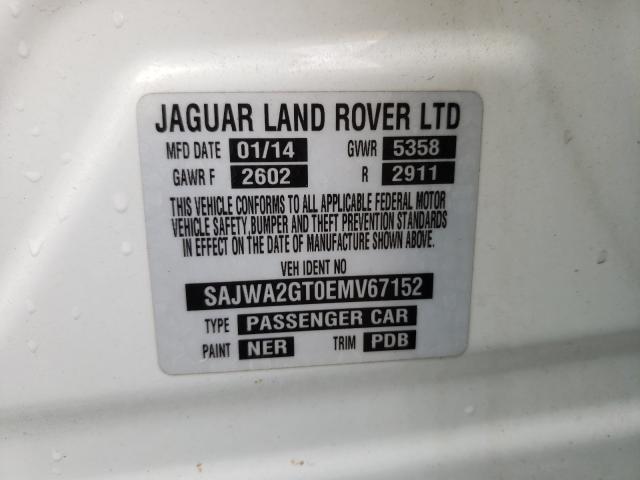 JAGUAR LAND ROVER LTD
MFD DATE 01/14 GVWR 5358
GAWR F 2602 R 2911
THIS VEHICLE CONFORMS TO ALL APPLICABLE FEDERAL MOTOR
VEHICLE SAFETY, BUMPER AND THEFT PREVENTION STANDARDS
IN EFFECT ON THE DATE OF MANUFACTURE SHOWN ABOVE.
VEH IDENT NO
SAJWA2GT0EMV67152
TYPE PASSENGER CAR
PAINT NER TRIM PDB